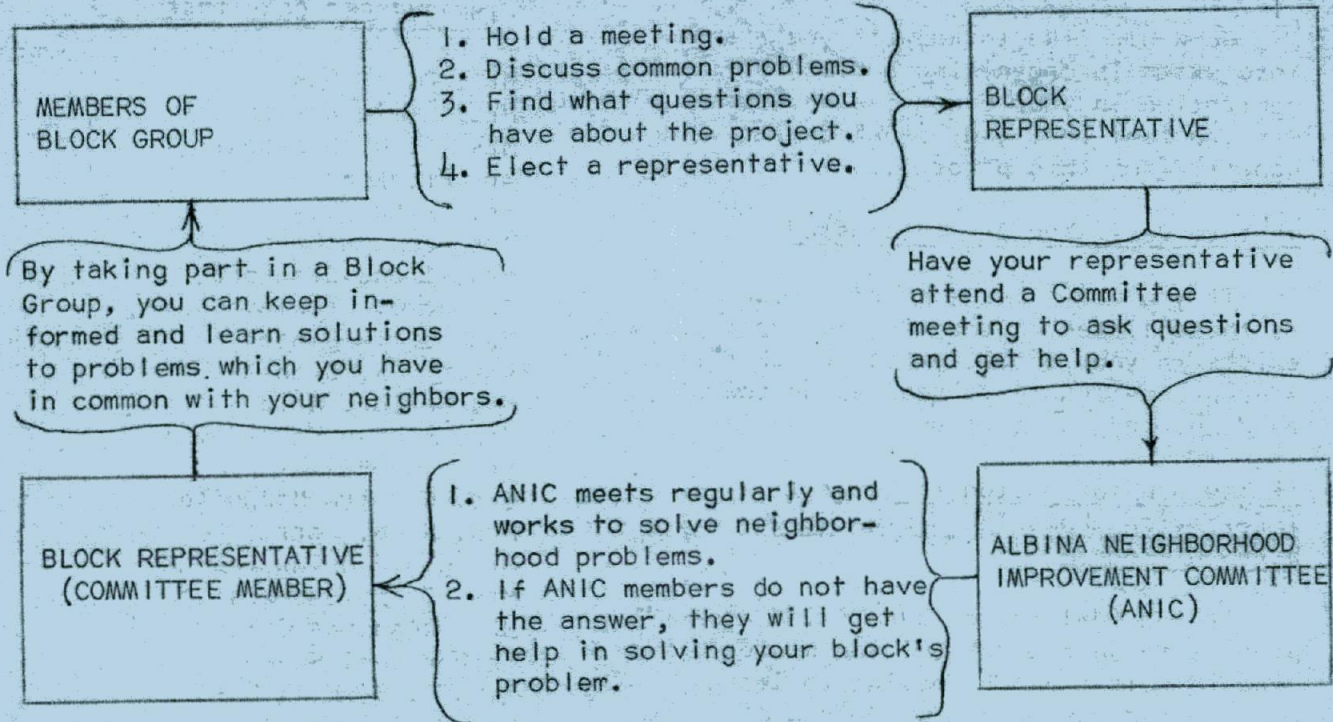 MEMBERS OF
BLOCK GROUP
1. Hold a meeting.
2. Discuss common problems.
3. Find what questions you
have about the project.
4. Elect a representative.
BLOCK
REPRESENTATIVE
Have your representative
attend a Committee
meeting to ask questions
and get help.
ALBINA NEIGHBORHOOD
IMPROVEMENT COMMITTEE
(ANIC)
1. ANIC meets regularly and
works to solve neighbor-
hood problems.
2. If ANIC members do not have
the answer, they will get
help in solving your block's
problem.
BLOCK REPRESENTATIVE
(COMMITTEE MEMBER)
By taking part in a Block
Group, you can keep in-
formed and learn solutions
to problems which you have
in common with your neighbors.